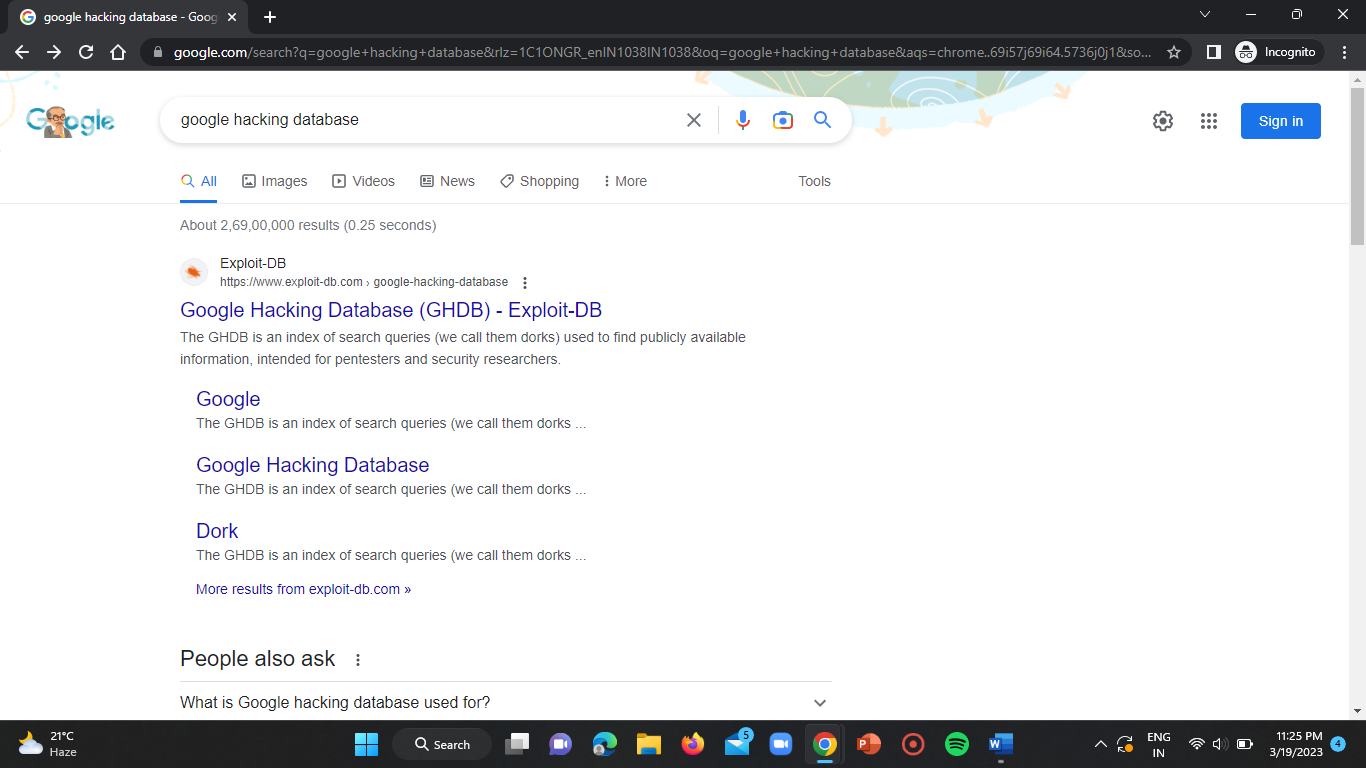 google hacking database - Goog
google.com/search?q=google+hacking+database&rlz=1C1ONGR_enIN1038IN1038&oq=google+hacking+database&aqs=chrome..69i57j69i64.5736j0j1&so...
Incognito
Google
google hacking database
Sign in
All
Images
Videos
News
Shopping
More
Tools
About 2,69,00,000 results (0.25 seconds)
Exploit-DB
https://www.exploit-db.com › google-hacking-database
Google Hacking Database (GHDB) - Exploit-DB
The GHDB is an index of search queries (we call them dorks) used to find publicly available
information, intended for pentesters and security researchers.
Google
The GHDB is an index of search queries (we call them dorks ...
Google Hacking Database
The GHDB is an index of search queries (we call them dorks ...
Dork
The GHDB is an index of search queries (we call them dorks ...
More results from exploit-db.com »
People also ask
What is Google hacking database used for?
21°C
Haze
Search
5
P
W
ENG
IN
11:25 PM
3/19/2023
4